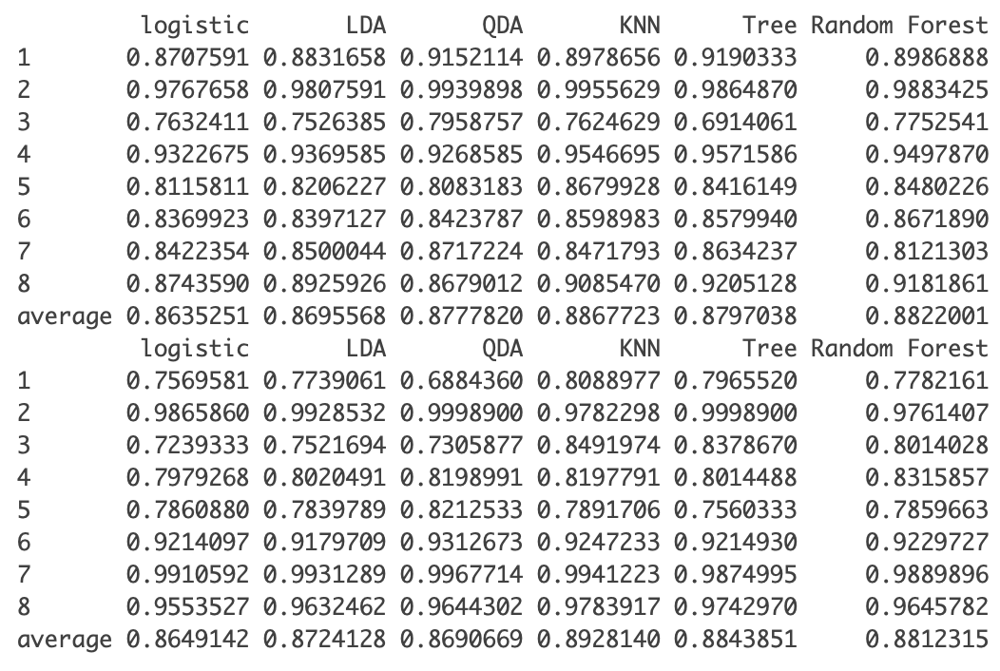 logistic LDA QDA KNN Tree Random Forest
1 0.8707591 0.8831658 0.9152114 0.8978656 0.9190333 0.8986888
2 0.9767658 0.9807591 0.9939898 0.9955629 0.9864870 0.9883425
3 0.7632411 0.7526385 0.7958757 0.7624629 0.6914061 0.7752541
4 0.9322675 0.9369585 0.9268585 0.9546695 0.9571586 0.9497870
5 0.8115811 0.8206227 0.8083183 0.8679928 0.8416149 0.8480226
6 0.8369923 0.8397127 0.8423787 0.8598983 0.8579940 0.8671890
7 0.8422354 0.8500044 0.8717224 0.8471793 0.8634237 0.8121303
8 0.8743590 0.8925926 0.8679012 0.9085470 0.9205128 0.9181861
average 0.8635251 0.8695568 0.8777820 0.8867723 0.8797038 0.8822001
logistic LDA QDA KNN Tree Random Forest
1 0.7569581 0.7739061 0.6884360 0.8088977 0.7965520 0.7782161
2 0.9865860 0.9928532 0.9998900 0.9782298 0.9998900 0.9761407
3 0.7239333 0.7521694 0.7305877 0.8491974 0.8378670 0.8014028
4 0.7979268 0.8020491 0.8198991 0.8197791 0.8014488 0.8315857
5 0.7860880 0.7839789 0.8212533 0.7891706 0.7560333 0.7859663
6 0.9214097 0.9179709 0.9312673 0.9247233 0.9214930 0.9229727
7 0.9910592 0.9931289 0.9967714 0.9941223 0.9874995 0.9889896
8 0.9553527 0.9632462 0.9644302 0.9783917 0.9742970 0.9645782
average 0.8649142 0.8724128 0.8690669 0.8928140 0.8843851 0.8812315